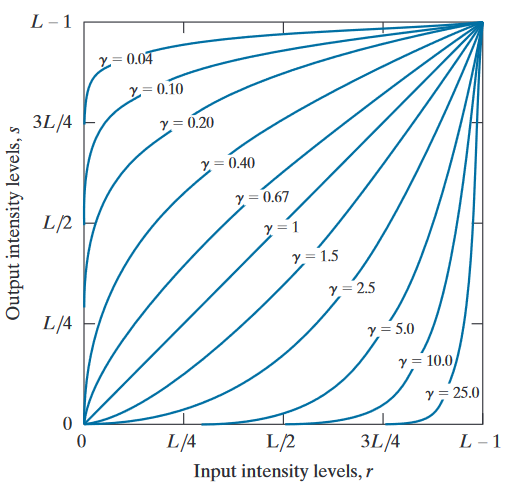 L − 1
γ = 0.04
γ = 0.10
3L/4
γ = 0.20
γ = 0.40
γ = 0.67
L/2
γ = 1
γ = 1.5
γ = 2.5
L/4
γ = 5.0
γ = 10.0
γ = 25.0
0
0 L/4 L/2 3L/4 L − 1
Input intensity levels, r
Output intensity levels, s